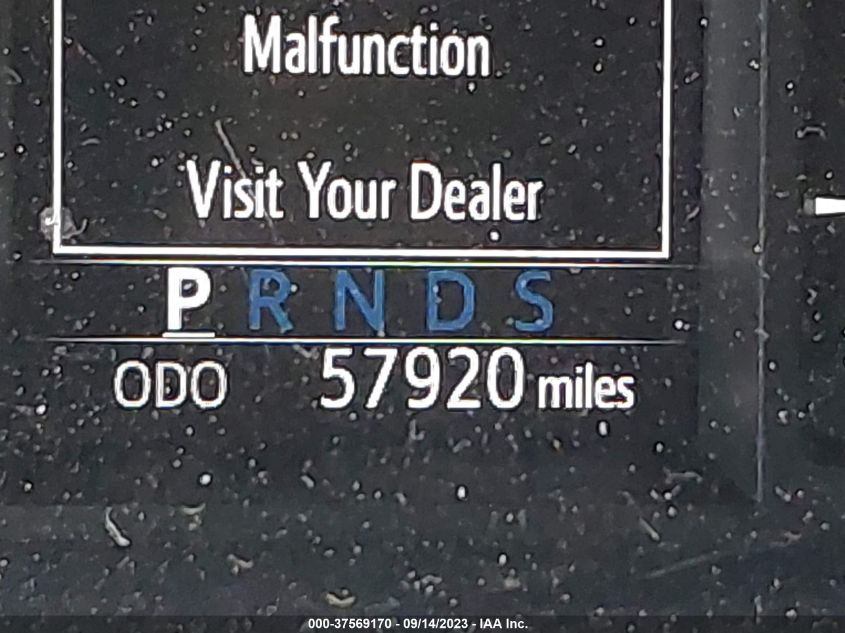 Malfunction
Visit Your Dealer
P R N D S
ODO 57920 miles
000-37569170 - 09/14/2023 - IAA Inc.